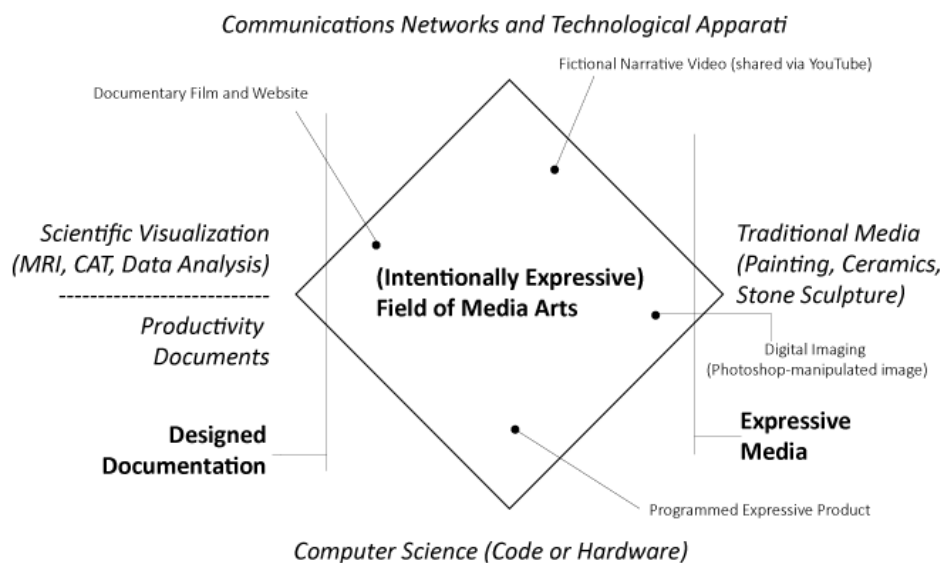 Communications Networks and Technological Apparati
Fictional Narrative Video (shared via YouTube)
Documentary Film and Website
Scientific Visualization
(MRI, CAT, Data Analysis)
Productivity
Documents
(Intentionally Expressive)
Field of Media Arts
Traditional Media
(Painting, Ceramics,
Stone Sculpture)
Digital Imaging
(Photoshop-manipulated image)
Designed
Documentation
Expressive
Media
Programmed Expressive Product
Computer Science (Code or Hardware)